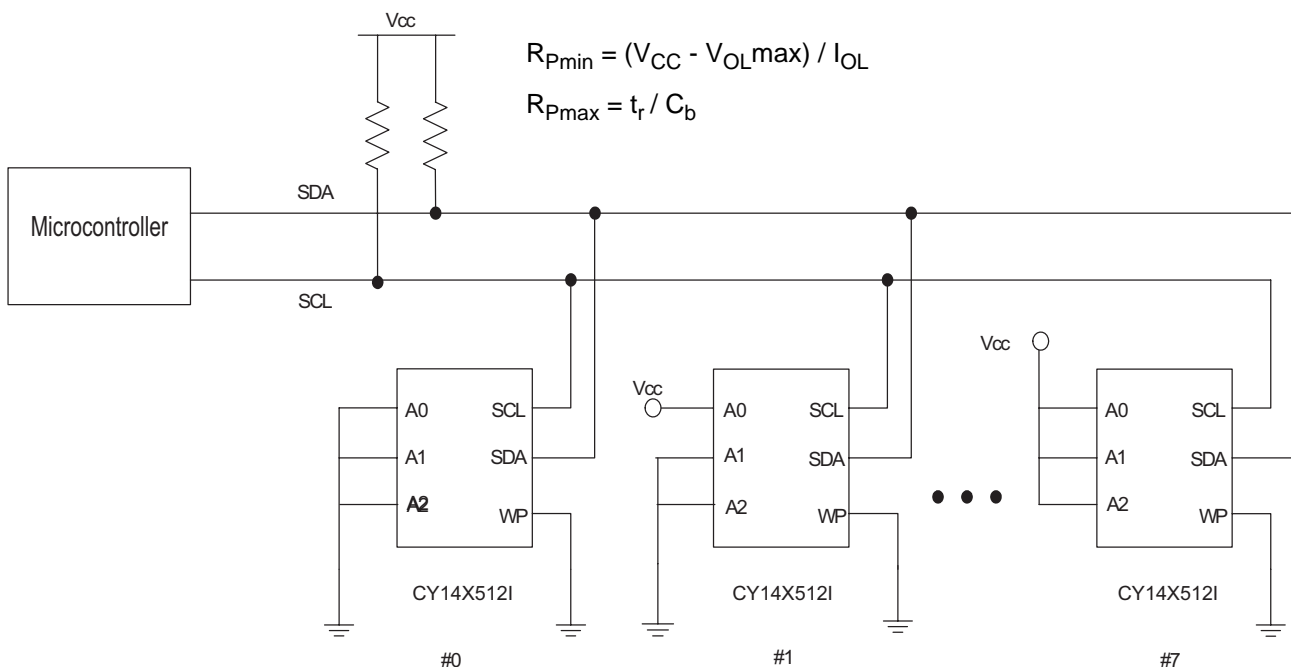 Vcc
R_Pmin = (V_CC - V_OLmax) / I_OL
R_Pmax = t_r / C_b
SDA
Microcontroller
SCL
Vcc
Vcc
A0 SCL
A0 SCL
A0 SCL
A1 SDA
A1 SDA
A1 SDA
A2 WP
A2 WP
A2 WP
CY14X512I
CY14X512I
CY14X512I
#0
#1
#7